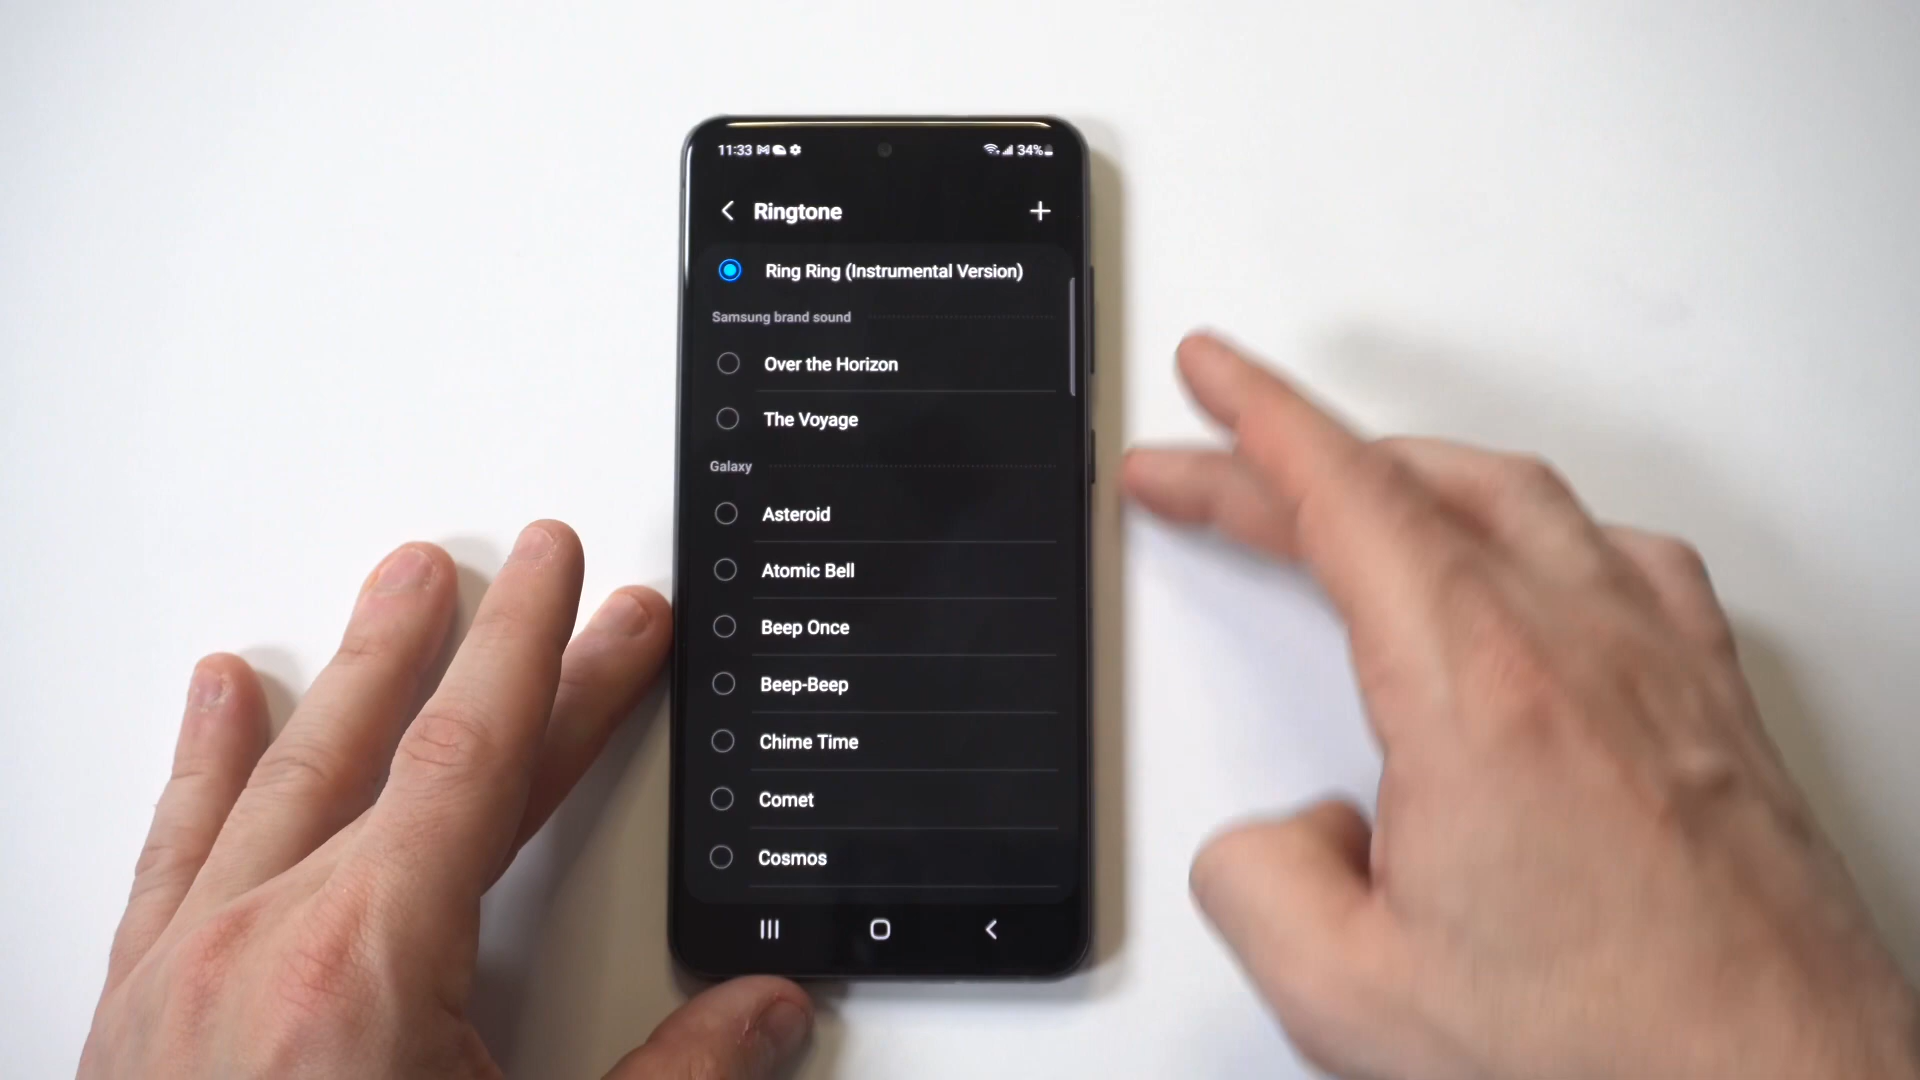 11:33 34%
Ringtone
Ring Ring (Instrumental Version)
Samsung brand sound
Over the Horizon
The Voyage
Galaxy
Asteroid
Atomic Bell
Beep Once
Beep-Beep
Chime Time
Comet
Cosmos